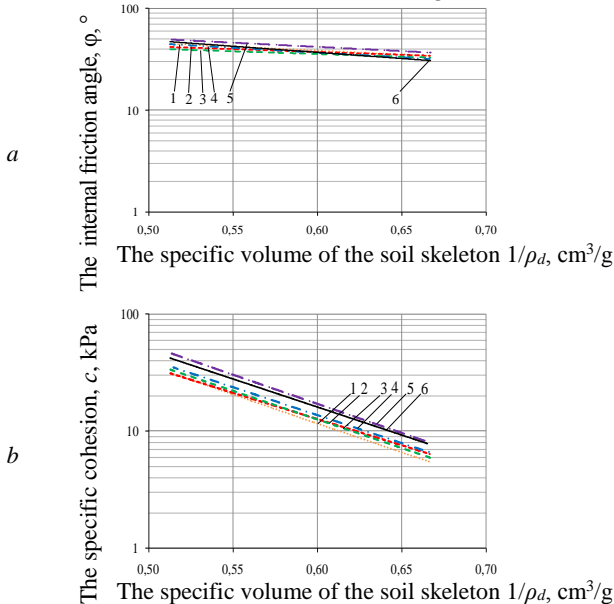 100
10
1
0,50 0,55 0,60 0,65 0,70
1 2 3 4 5 6
The internal friction angle, φ, °
a
The specific volume of the soil skeleton 1/ρd, cm³/g
100
10
1
0,50 0,55 0,60 0,65 0,70
1 2 3 4 5 6
The specific cohesion, c, kPa
b
The specific volume of the soil skeleton 1/ρd, cm³/g